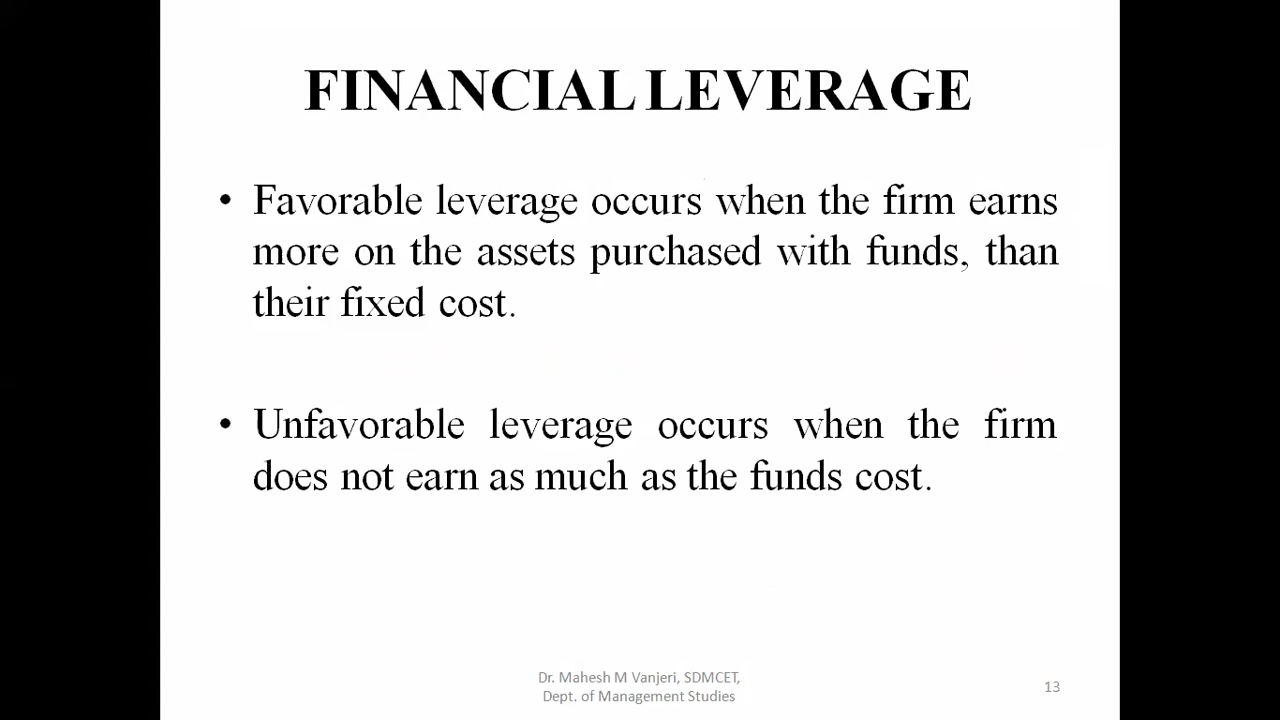 FINANCIAL LEVERAGE
• Favorable leverage occurs when the firm earns
more on the assets purchased with funds, than
their fixed cost.
• Unfavorable leverage occurs when the firm
does not earn as much as the funds cost.
Dr. Mahesh M Vanjeri, SDMCET,
Dept. of Management Studies
13